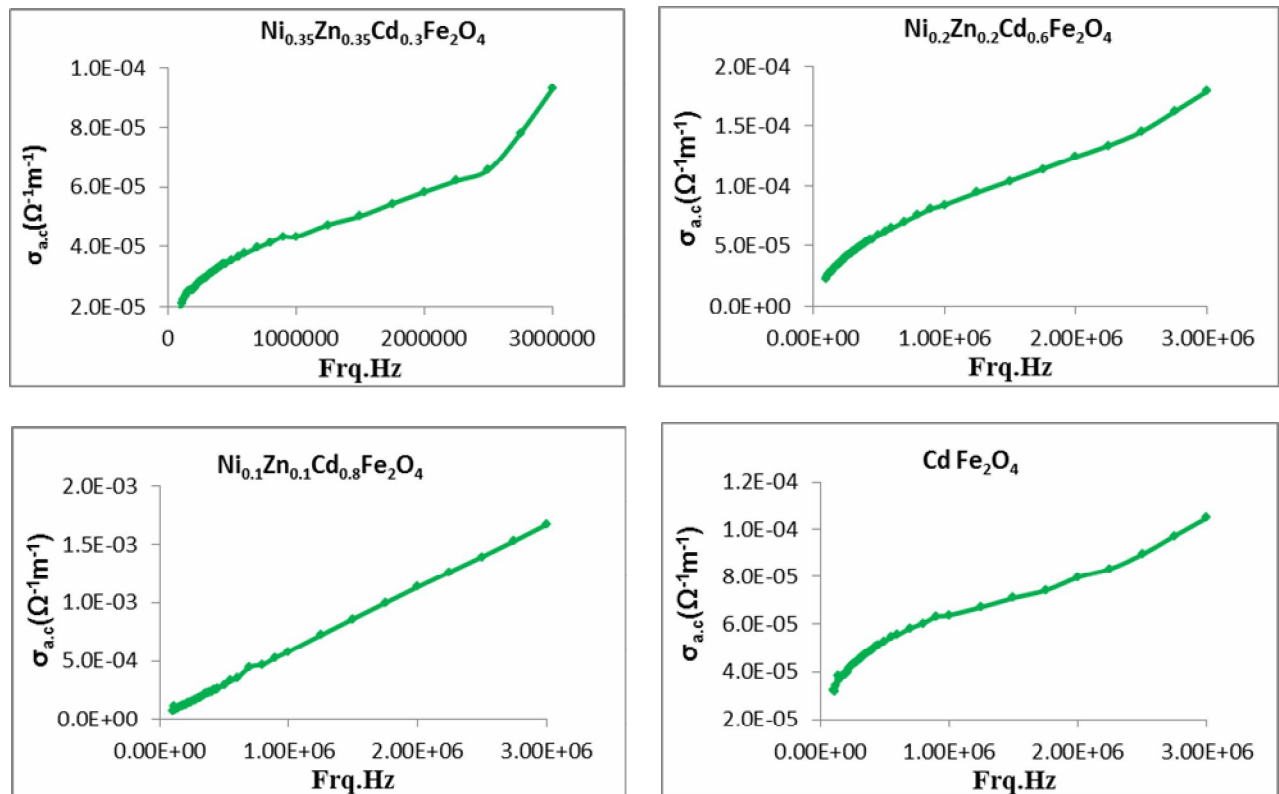 Ni₀.₃₅Zn₀.₃₅Cd₀.₃Fe₂O₄
1.0E-04
8.0E-05
6.0E-05
4.0E-05
2.0E-05
σa.c(Ω⁻¹m⁻¹)
0 1000000 2000000 3000000
Frq.Hz
Ni₀.₂Zn₀.₂Cd₀.₆Fe₂O₄
2.0E-04
1.5E-04
1.0E-04
5.0E-05
0.0E+00
σa.c(Ω⁻¹m⁻¹)
0.00E+00 1.00E+06 2.00E+06 3.00E+06
Frq.Hz
Ni₀.₁Zn₀.₁Cd₀.₈Fe₂O₄
2.0E-03
1.5E-03
1.0E-03
5.0E-04
0.0E+00
σa.c(Ω⁻¹m⁻¹)
0.00E+00 1.00E+06 2.00E+06 3.00E+06
Frq.Hz
Cd Fe₂O₄
1.2E-04
1.0E-04
8.0E-05
6.0E-05
4.0E-05
2.0E-05
σa.c(Ω⁻¹m⁻¹)
0.00E+00 1.00E+06 2.00E+06 3.00E+06
Frq.Hz